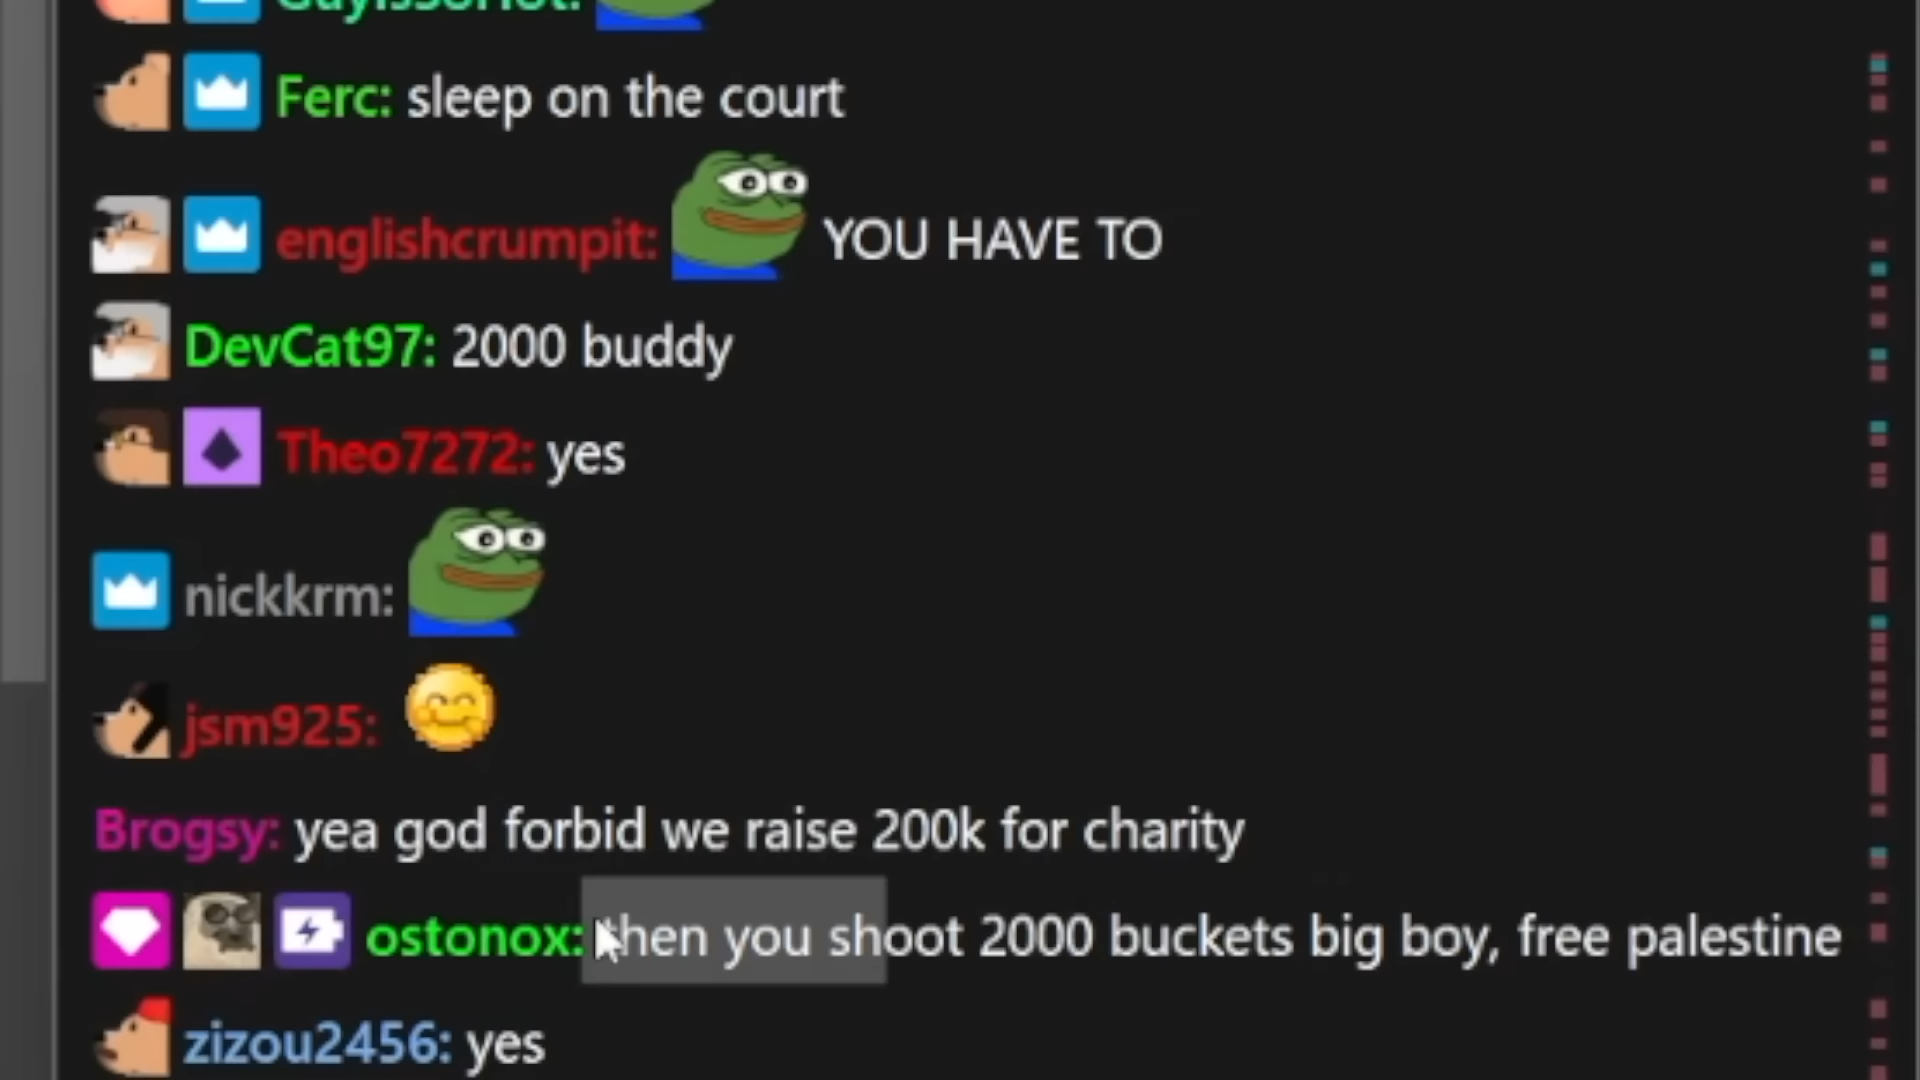 Ferc: sleep on the court
englishcrumpit: YOU HAVE TO
DevCat97: 2000 buddy
Theo7272: yes
nickkrm:
jsm925:
Brogsy: yea god forbid we raise 200k for charity
ostonox: then you shoot 2000 buckets big boy, free palestine
zizou2456: yes